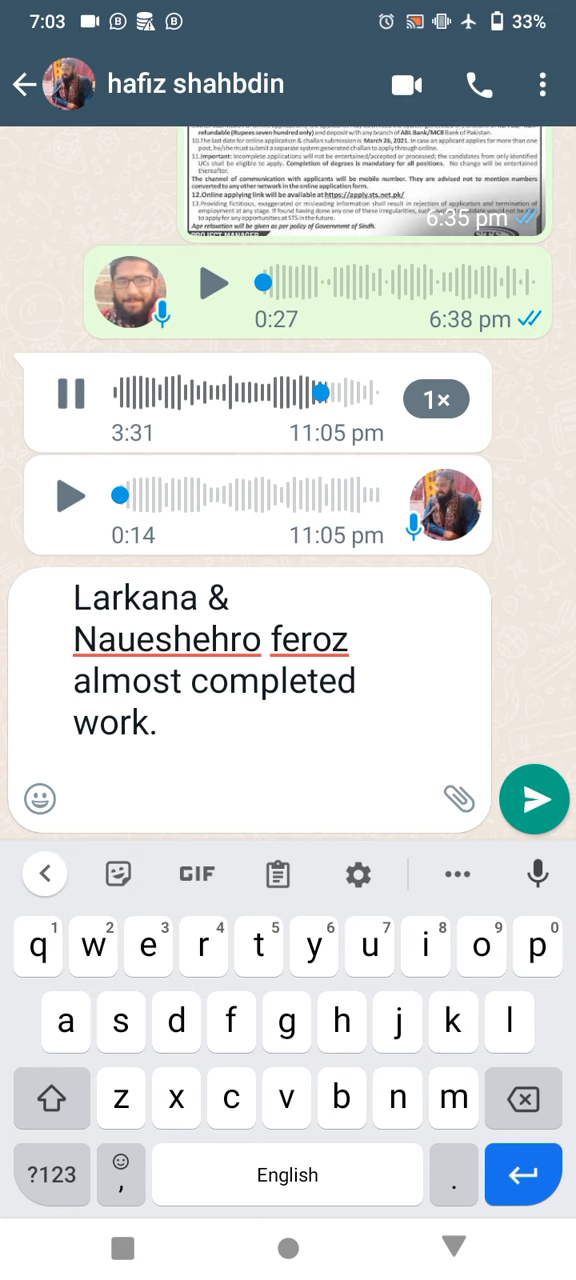 7:03
33%
hafiz shahbdin
refundable (Rupees seven hundred only) and deposit with any branch of ABL Bank/MCB Bank of Pakistan.
10.The last date for online application & challan submission is March 26, 2021. In case an applicant applies for more than one
post, he/she must submit a separate system generated challan to apply through online.
11.Important: Incomplete applications will not be entertained/accepted or processed; the candidates from only identified
UCs shall be eligible to apply. Completion of degrees is mandatory for all positions. No change will be entertained
thereafter.
The channel of communication with applicants will be mobile number. They are advised not to mention numbers
converted to any other network in the online application form.
12.Online applying link will be available at https://apply.sts.net.pk/
13.Providing fictitious, exaggerated or misleading information shall result in rejection of application and termination of
employment at any stage. If found having done any one of these irregularities, such candidate would not be
to apply for any opportunities at STS in the future.
Age relaxation will be given as per policy of Government of Sindh.
PROJECT MANAGER
6:35 pm
0:27 6:38 pm
1×
3:31 11:05 pm
0:14 11:05 pm
Larkana &
Naueshehro feroz
almost completed
work.
GIF
1 2 3 4 5 6 7 8 9 0
q w e r t y u i o p
a s d f g h j k l
z x c v b n m
?123 , English .